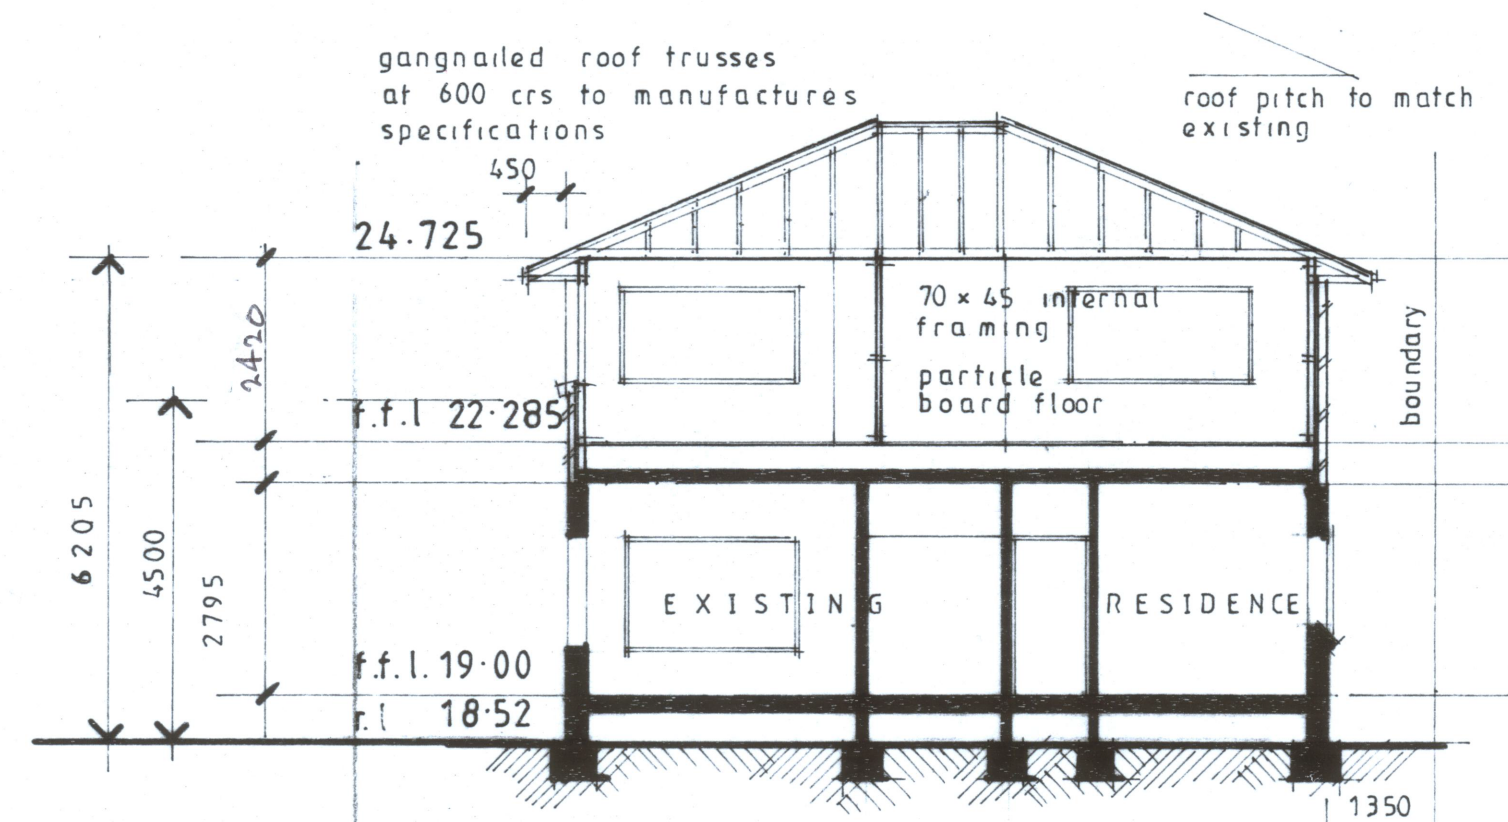 gangnailed roof trusses
at 600 crs to manufactures
specifications
450
roof pitch to match
existing
24.725
2420
70 x 45 internal
framing
particle
board floor
boundary
f.f.l 22.285
6205
4500
2795
EXISTING RESIDENCE
f.f.l. 19.00
r.l 18.52
1350